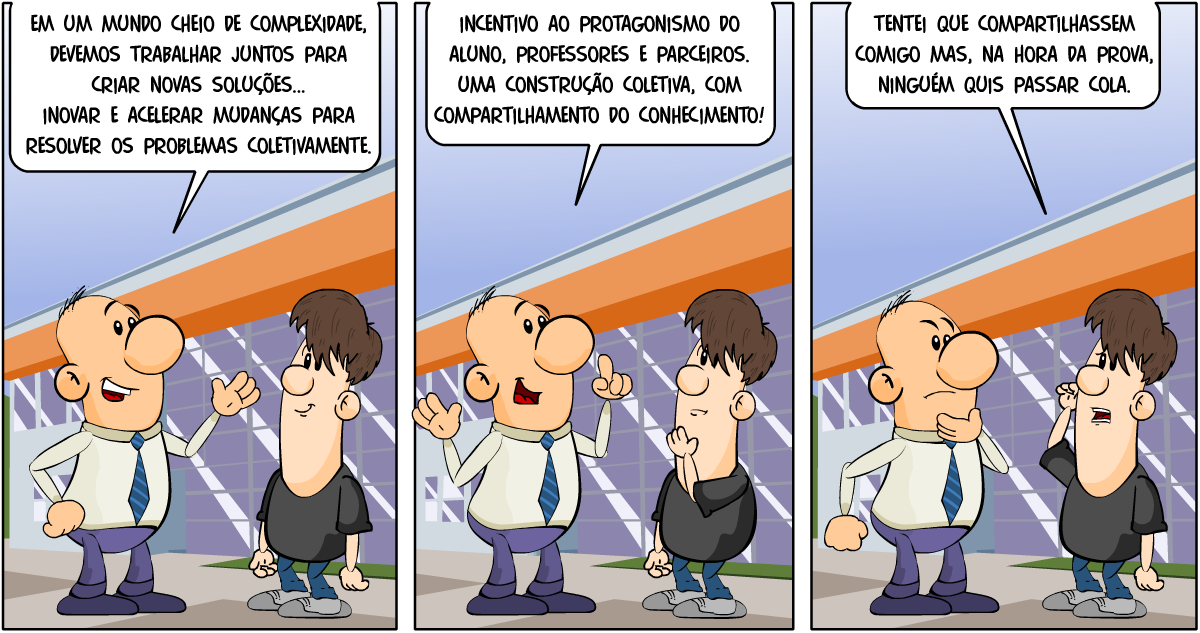 EM UM MUNDO CHEIO DE COMPLEXIDADE,
DEVEMOS TRABALHAR JUNTOS PARA
CRIAR NOVAS SOLUÇÕES...
INOVAR E ACELERAR MUDANÇAS PARA
RESOLVER OS PROBLEMAS COLETIVAMENTE.
INCENTIVO AO PROTAGONISMO DO
ALUNO, PROFESSORES E PARCEIROS.
UMA CONSTRUÇÃO COLETIVA, COM
COMPARTILHAMENTO DO CONHECIMENTO!
TENTEI QUE COMPARTILHASSEM
COMIGO MAS, NA HORA DA PROVA,
NINGUÉM QUIS PASSAR COLA.